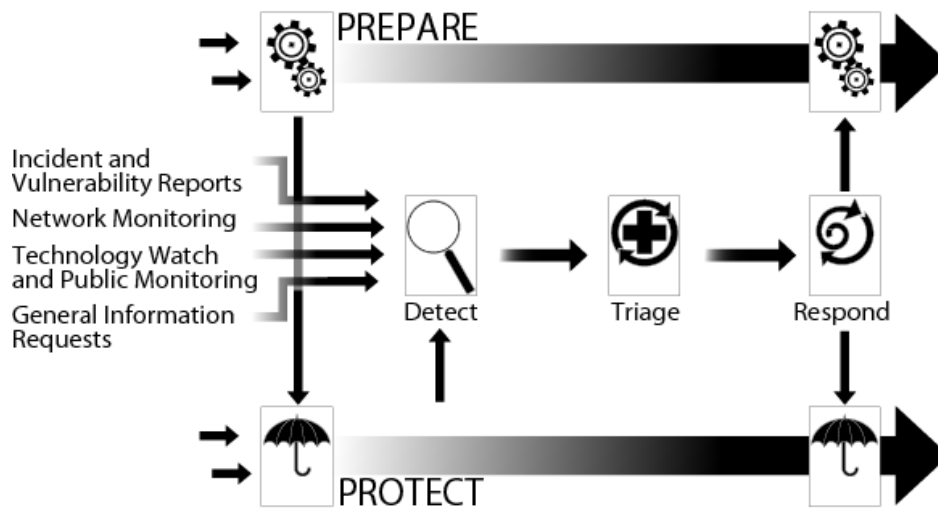 PREPARE
Incident and
Vulnerability Reports
Network Monitoring
Technology Watch
and Public Monitoring
General Information
Requests
Detect
Triage
Respond
PROTECT